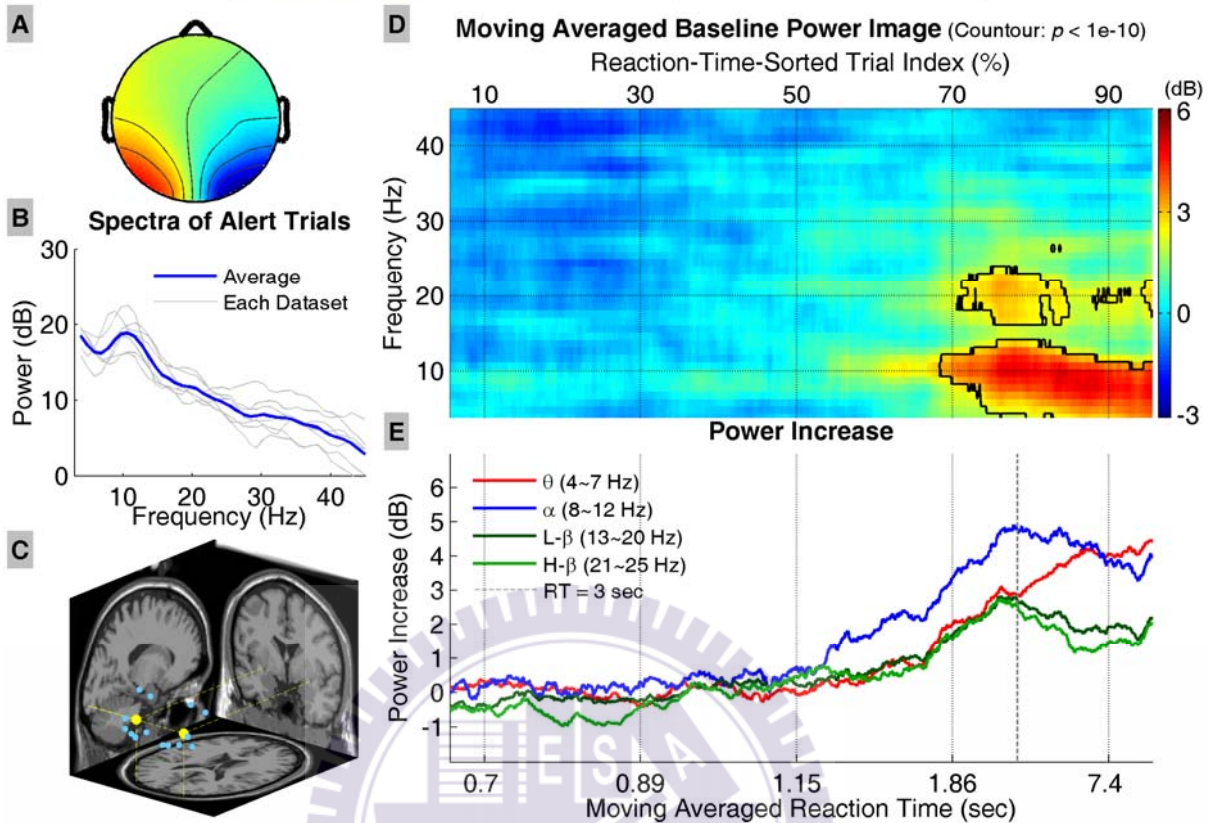 A
B
Spectra of Alert Trials
30
20
10
0
Power (dB)
Average
Each Dataset
10 20 30 40
Frequency (Hz)
C
D
Moving Averaged Baseline Power Image (Countour: p < 1e-10)
Reaction-Time-Sorted Trial Index (%)
10 30 50 70 90
(dB)
6
3
0
-3
40
30
20
10
Frequency (Hz)
E
Power Increase
6
5
4
3
2
1
0
-1
Power Increase (dB)
θ (4~7 Hz)
α (8~12 Hz)
L-β (13~20 Hz)
H-β (21~25 Hz)
RT = 3 sec
E S A
0.7 0.89 1.15 1.86 7.4
Moving Averaged Reaction Time (sec)